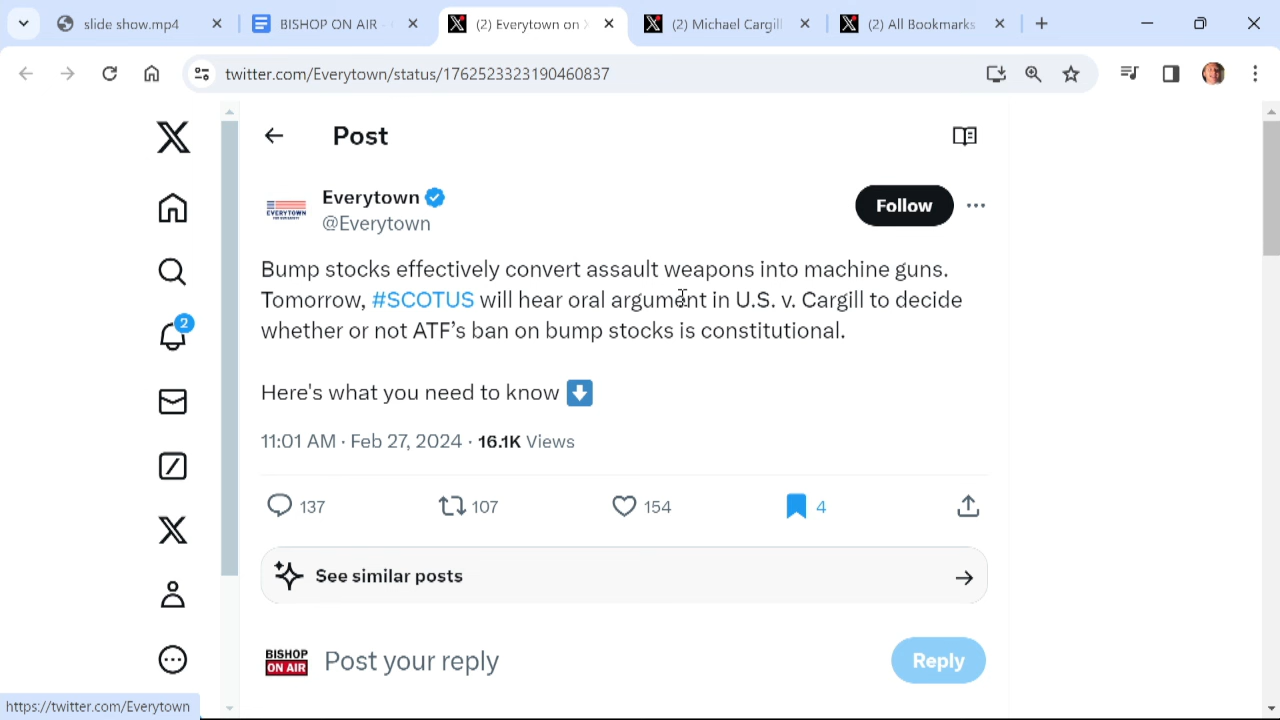 slide show.mp4
BISHOP ON AIR -
(2) Everytown on
(2) Michael Cargill
(2) All Bookmarks
twitter.com/Everytown/status/1762523323190460837
Post
EVERYTOWN
Everytown
@Everytown
Follow
Bump stocks effectively convert assault weapons into machine guns.
Tomorrow, #SCOTUS will hear oral argument in U.S. v. Cargill to decide
whether or not ATF’s ban on bump stocks is constitutional.
Here's what you need to know
11:01 AM · Feb 27, 2024 · 16.1K Views
2
137
107
154
4
See similar posts
BISHOP
ON AIR
Post your reply
Reply
https://twitter.com/Everytown